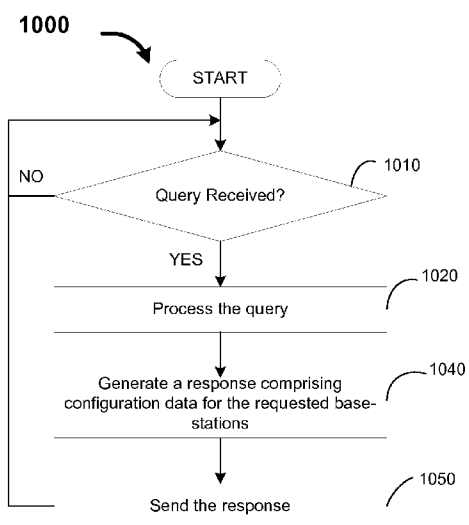 1000
START
NO
Query Received?
1010
YES
1020
Process the query
Generate a response comprising
configuration data for the requested base-
stations
1040
1050
Send the response